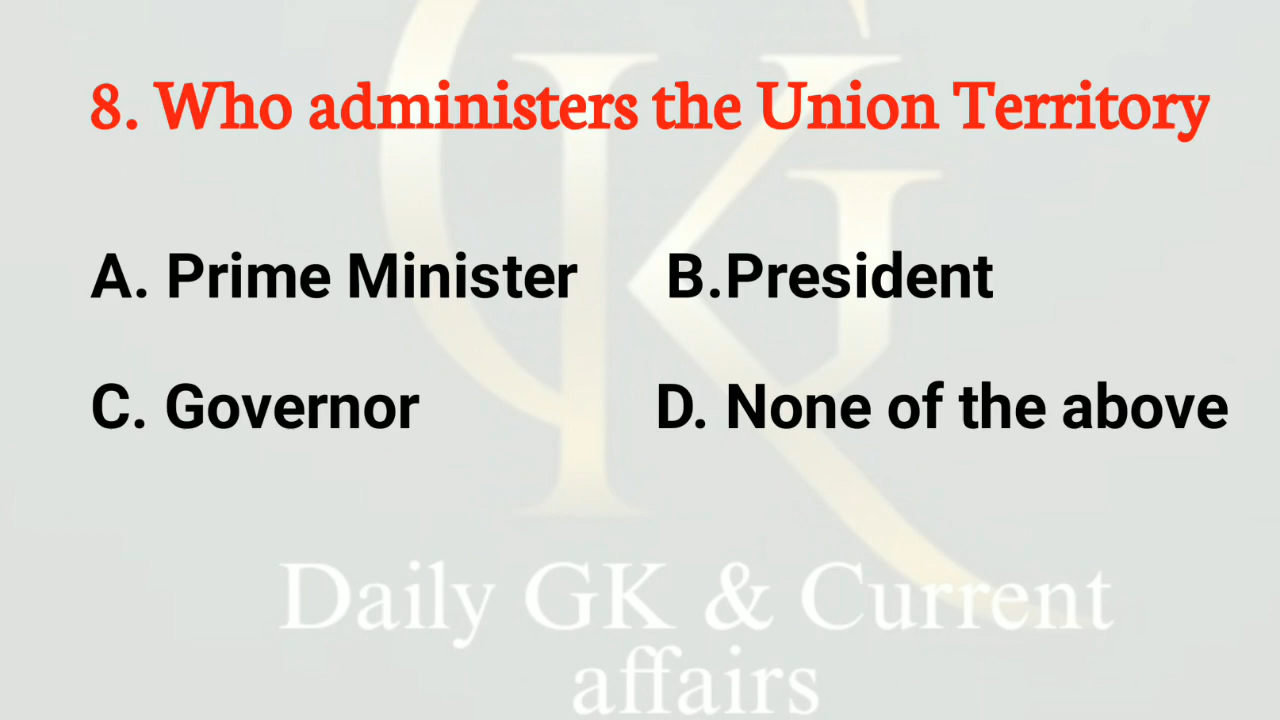 8. Who administers the Union Territory
A. Prime Minister B.President
C. Governor D. None of the above
Daily GK & Current
affairs